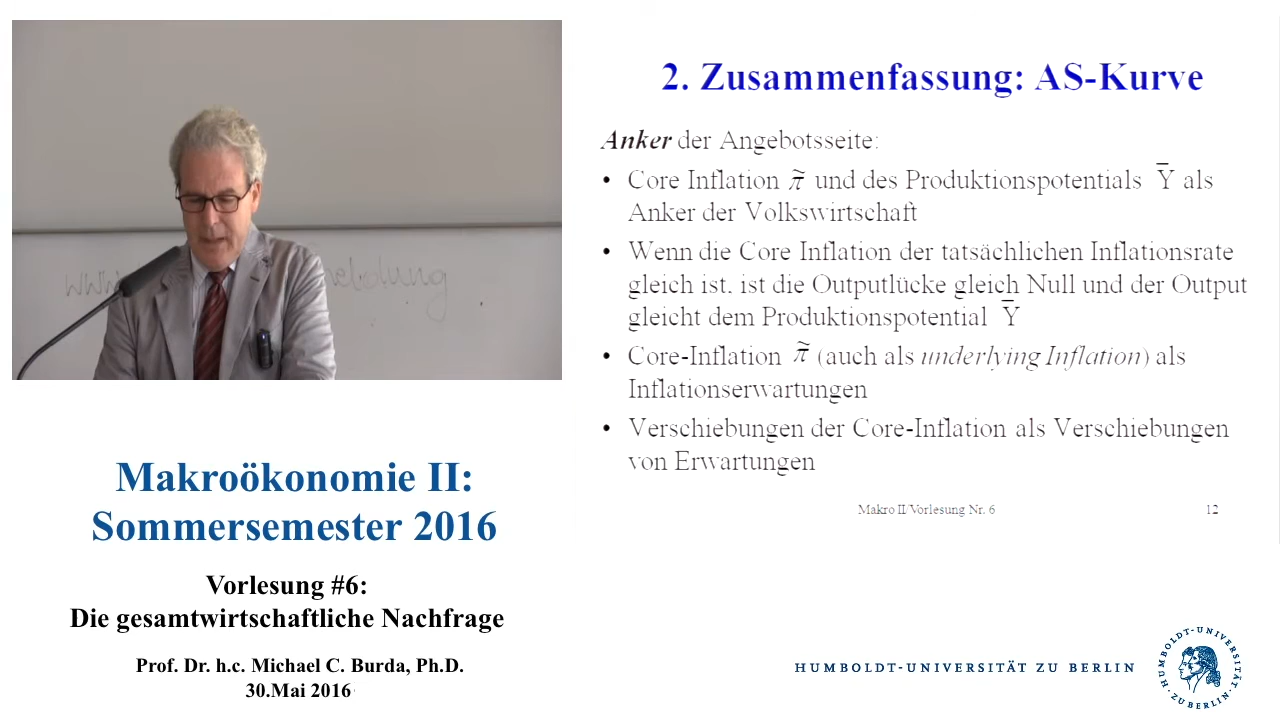 2. Zusammenfassung: AS-Kurve
Anker der Angebotsseite:
• Core Inflation π̃ und des Produktionspotentials Y̅ als
Anker der Volkswirtschaft
• Wenn die Core Inflation der tatsächlichen Inflationsrate
gleich ist, ist die Outputlücke gleich Null und der Output
gleicht dem Produktionspotential Y̅
• Core-Inflation π̃ (auch als underlying Inflation) als
Inflationserwartungen
• Verschiebungen der Core-Inflation als Verschiebungen
von Erwartungen
Makro II/Vorlesung Nr. 6 12
Makroökonomie II:
Sommersemester 2016
Vorlesung #6:
Die gesamtwirtschaftliche Nachfrage
Prof. Dr. h.c. Michael C. Burda, Ph.D.
30.Mai 2016
HUMBOLDT-UNIVERSITÄT ZU BERLIN
HUMBOLDT-UNIVERSITÄT
· ZU BERLIN ·